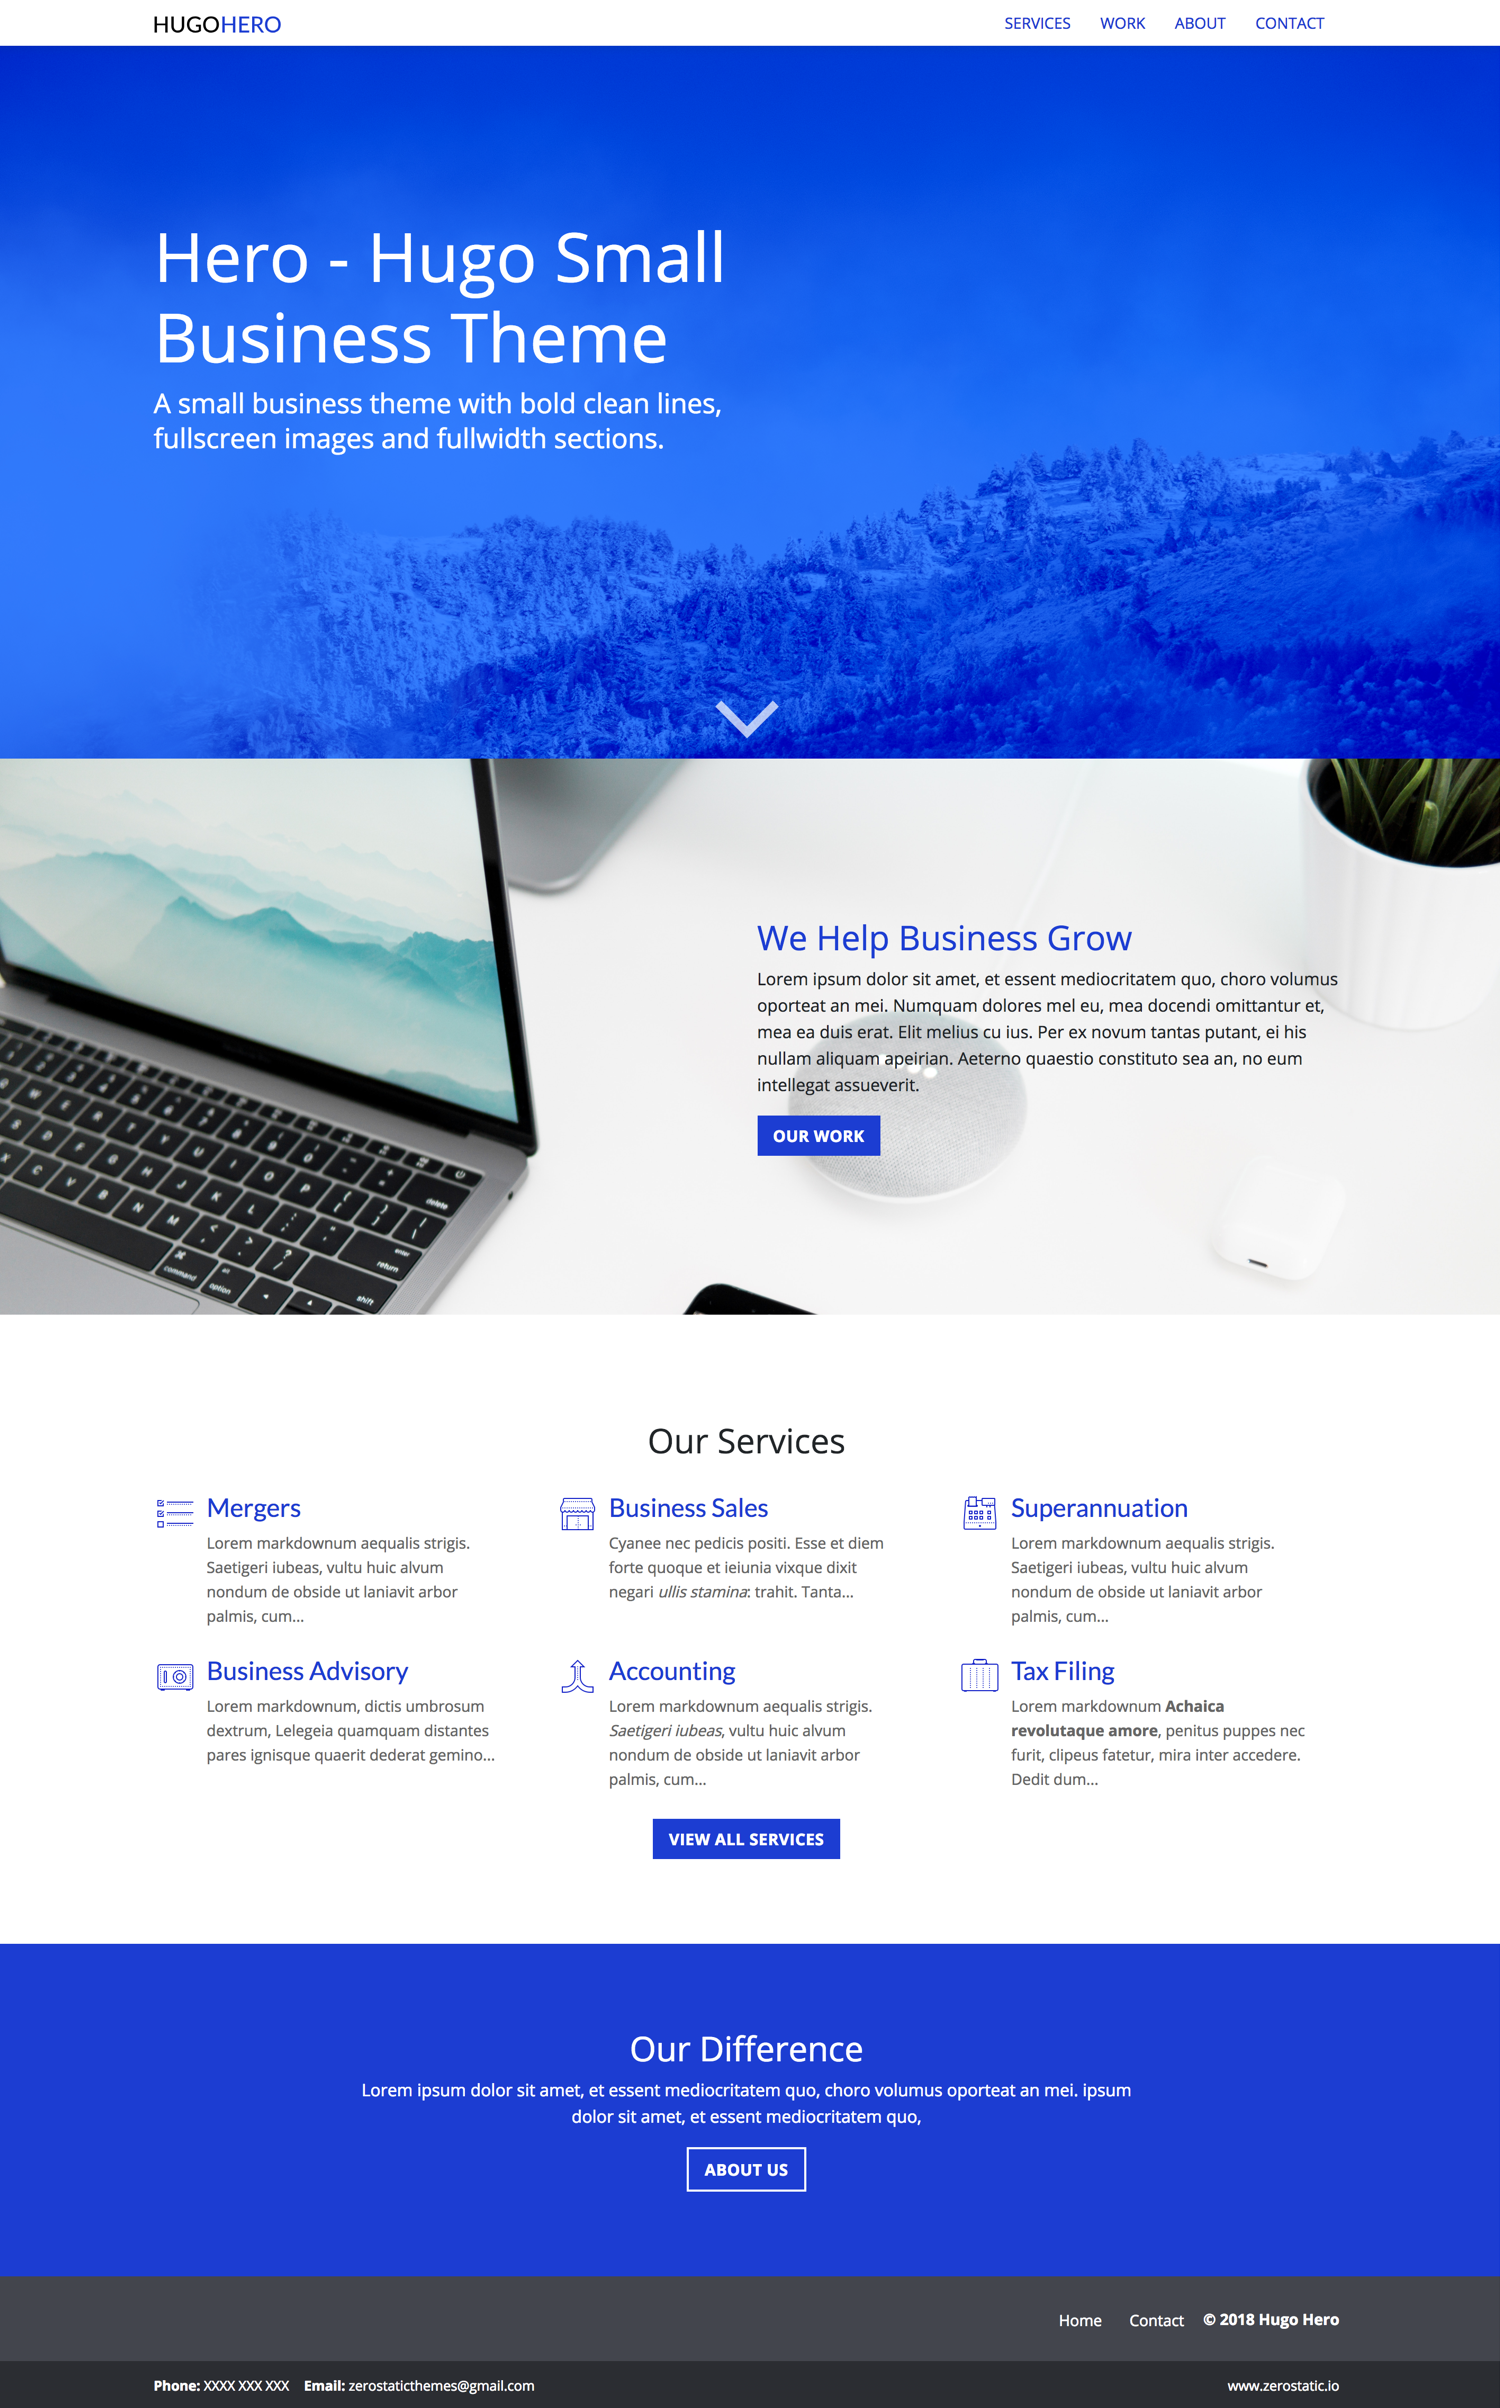 HUGOHERO
SERVICES WORK ABOUT CONTACT
Hero - Hugo Small
Business Theme
A small business theme with bold clean lines,
fullscreen images and fullwidth sections.
We Help Business Grow
Lorem ipsum dolor sit amet, et essent mediocritatem quo, choro volumus
oporteat an mei. Numquam dolores mel eu, mea docendi omittantur et,
mea ea duis erat. Elit melius cu ius. Per ex novum tantas putant, ei his
nullam aliquam apeirian. Aeterno quaestio constituto sea an, no eum
intellegat assueverit.
OUR WORK
delete
enter
return
shift
command
option
Our Services
Mergers
Lorem markdownum aequalis strigis.
Saetigeri iubeas, vultu huic alvum
nondum de obside ut laniavit arbor
palmis, cum...
Business Sales
Cyanee nec pedicis positi. Esse et diem
forte quoque et ieiunia vixque dixit
negari ullis stamina: trahit. Tanta...
Superannuation
Lorem markdownum aequalis strigis.
Saetigeri iubeas, vultu huic alvum
nondum de obside ut laniavit arbor
palmis, cum...
Business Advisory
Lorem markdownum, dictis umbrosum
dextrum, Lelegeia quamquam distantes
pares ignisque quaerit dederat gemino...
Accounting
Lorem markdownum aequalis strigis.
Saetigeri iubeas, vultu huic alvum
nondum de obside ut laniavit arbor
palmis, cum...
Tax Filing
Lorem markdownum Achaica
revolutaque amore, penitus puppes nec
furit, clipeus fatetur, mira inter accedere.
Dedit dum...
VIEW ALL SERVICES
Our Difference
Lorem ipsum dolor sit amet, et essent mediocritatem quo, choro volumus oporteat an mei. ipsum
dolor sit amet, et essent mediocritatem quo,
ABOUT US
Home Contact © 2018 Hugo Hero
Phone: XXXX XXX XXX Email: zerostaticthemes@gmail.com www.zerostatic.io